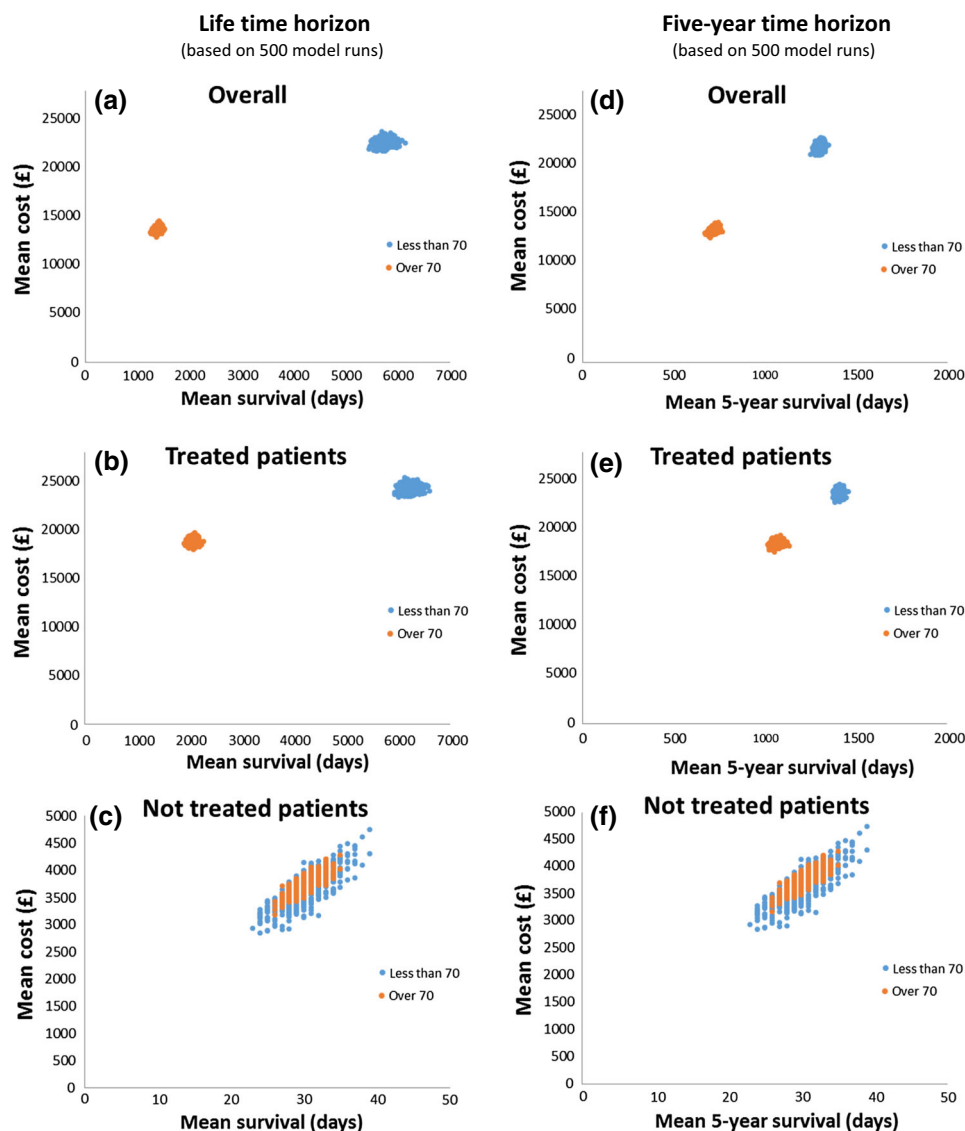 Life time horizon
(based on 500 model runs)
Five-year time horizon
(based on 500 model runs)
(a)
Overall
Mean cost (£)
25000
20000
15000
10000
5000
0
0 1000 2000 3000 4000 5000 6000 7000
Mean survival (days)
Less than 70
Over 70
(d)
Overall
Mean cost (£)
25000
20000
15000
10000
5000
0
0 500 1000 1500 2000
Mean 5-year survival (days)
Less than 70
Over 70
(b)
Treated patients
Mean cost (£)
25000
20000
15000
10000
5000
0
0 1000 2000 3000 4000 5000 6000 7000
Mean survival (days)
Less than 70
Over 70
(e)
Treated patients
Mean cost (£)
25000
20000
15000
10000
5000
0
0 500 1000 1500 2000
Mean 5-year survival (days)
Less than 70
Over 70
(c)
Not treated patients
Mean cost (£)
5000
4500
4000
3500
3000
2500
2000
1500
1000
500
0
0 10 20 30 40 50
Mean survival (days)
Less than 70
Over 70
(f)
Not treated patients
Mean cost (£)
5000
4500
4000
3500
3000
2500
2000
1500
1000
500
0
0 10 23 30 40 50
Mean 5-year survival (days)
Less than 70
Over 70